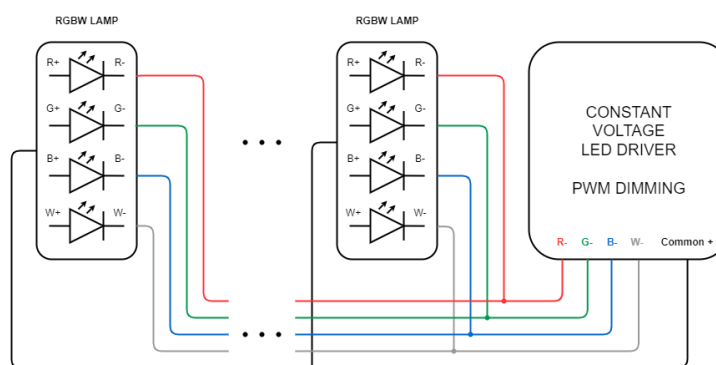 RGBW LAMP
R+ R-
G+ G-
B+ B-
W+ W-
RGBW LAMP
R+ R-
G+ G-
B+ B-
W+ W-
CONSTANT
VOLTAGE
LED DRIVER
PWM DIMMING
R- G- B- W- Common +